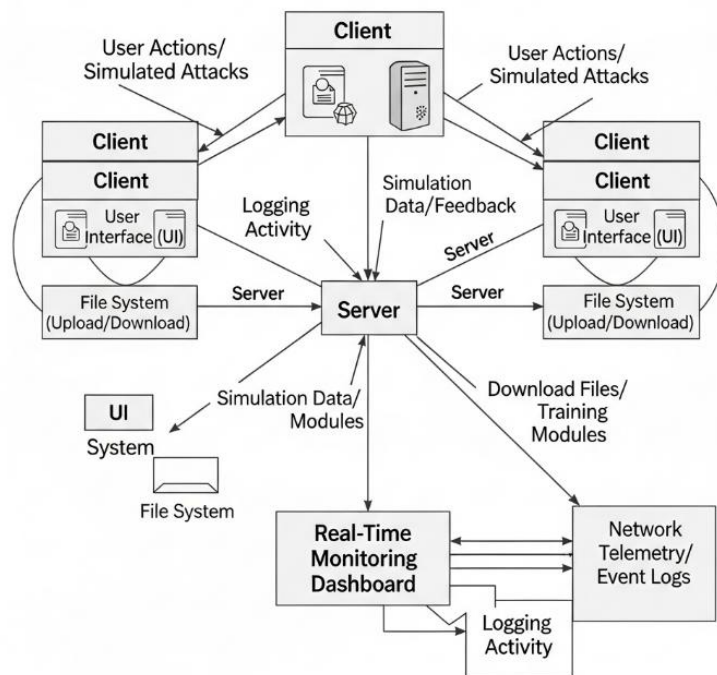 Client
User Actions/
Simulated Attacks
User Actions/
Simulated Attacks
Client
Client
User
Interface (UI)
File System
(Upload/Download)
Client
Client
User
Interface (UI)
File System
(Upload/Download)
Logging
Activity
Simulation
Data/Feedback
Server
Server
Server
Server
Simulation Data/
Modules
Download Files/
Training
Modules
UI
System
File System
Real-Time
Monitoring
Dashboard
Network
Telemetry/
Event Logs
Logging
Activity